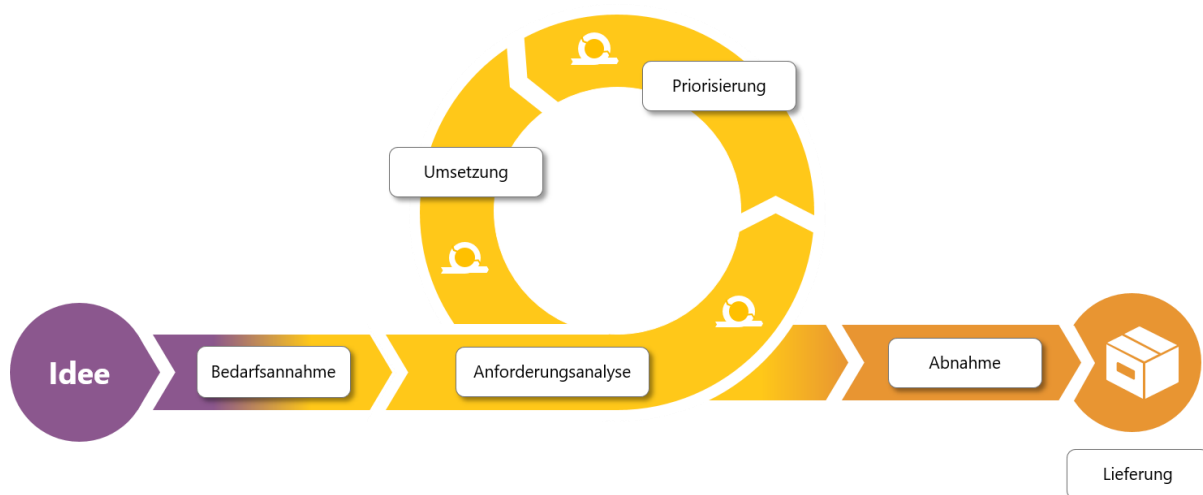 Idee
Bedarfsannahme
Anforderungsanalyse
Priorisierung
Umsetzung
Abnahme
Lieferung